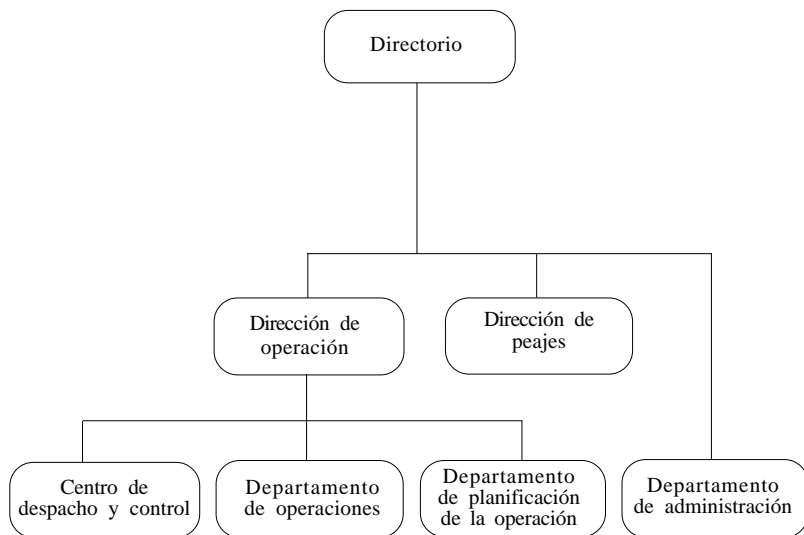 Directorio
Dirección de
operación
Dirección de
peajes
Centro de
despacho y control
Departamento
de operaciones
Departamento
de planificación
de la operación
Departamento
de administración